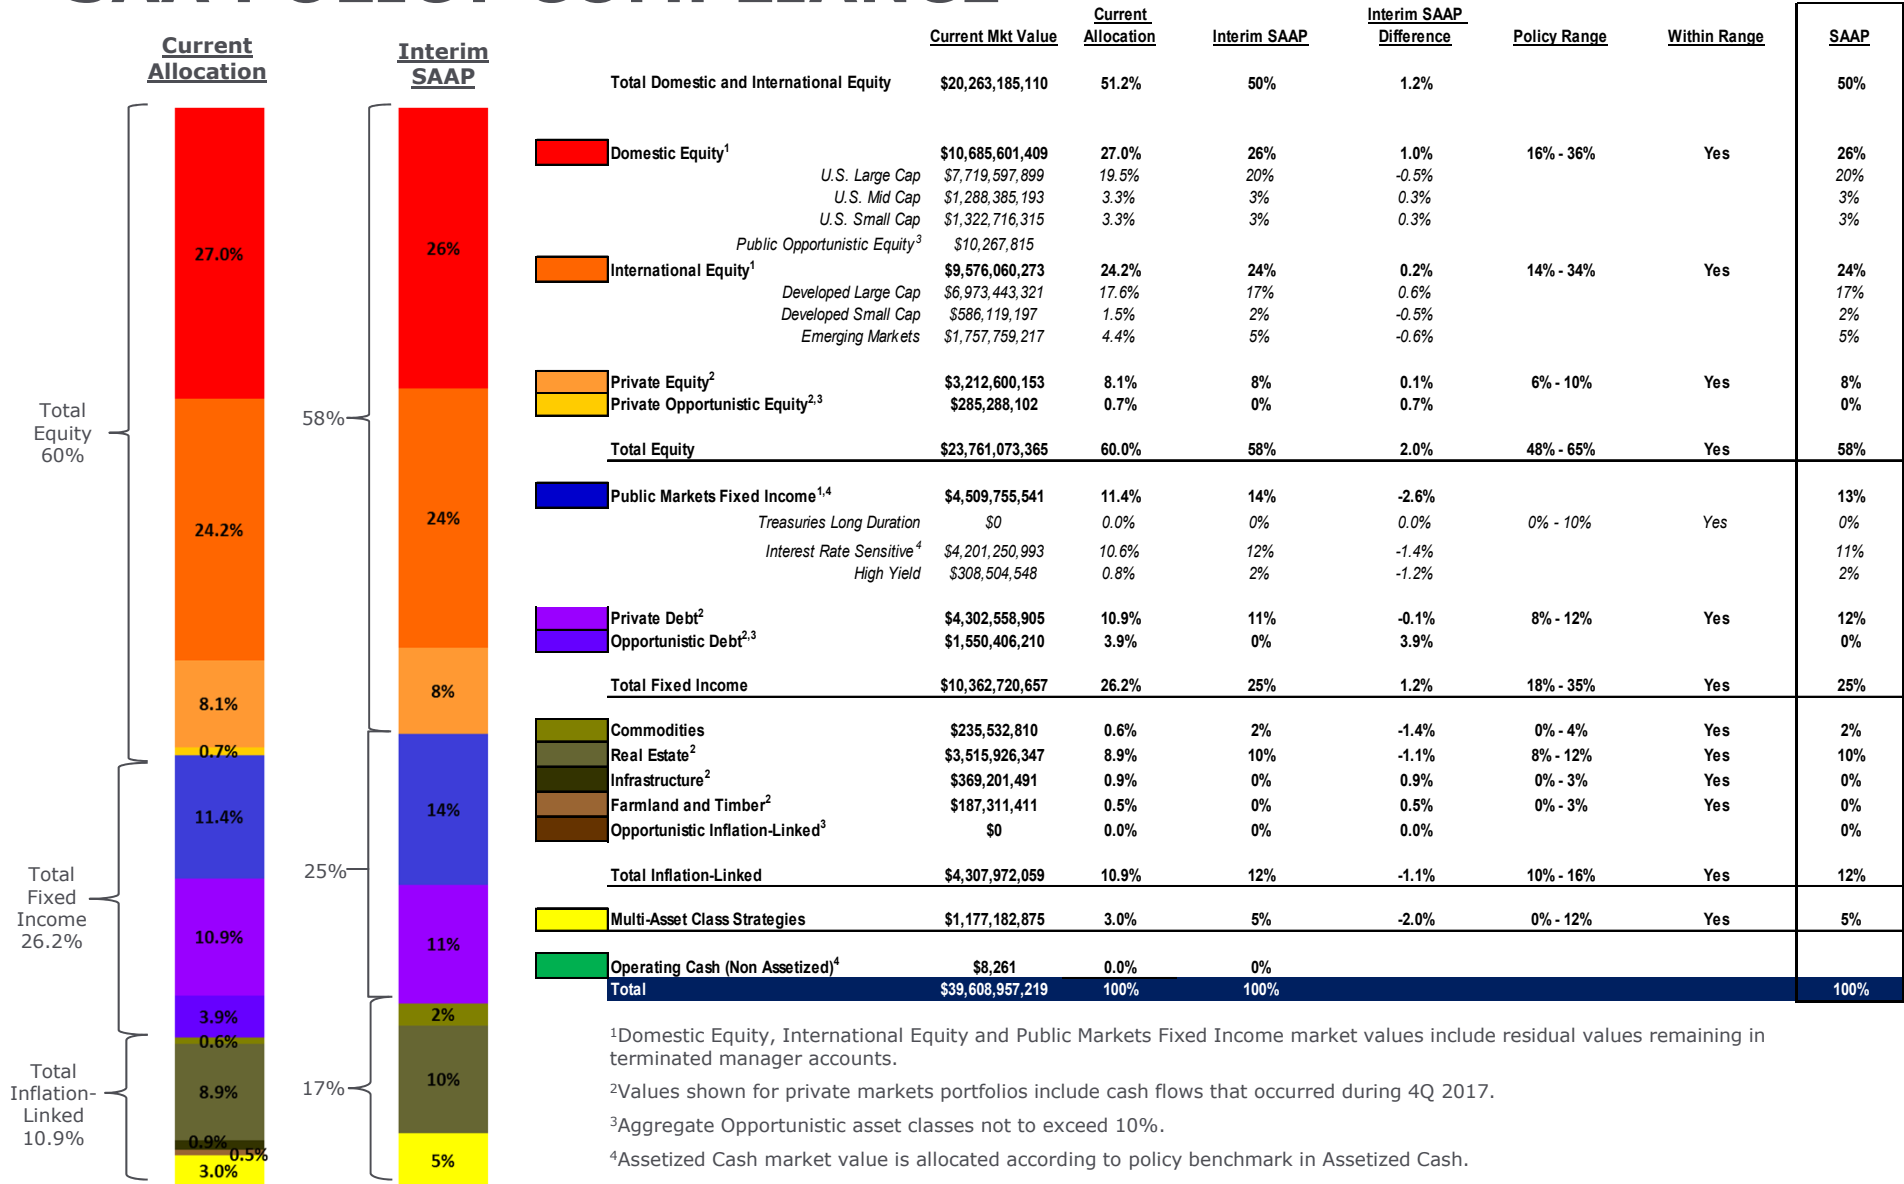 Current Allocation
Interim SAAP
27.0%
24.2%
8.1%
0.7%
11.4%
10.9%
3.9%
0.6%
8.9%
0.9%
0.5%
3.0%
26%
24%
8%
14%
11%
2%
10%
5%
Total Equity 60%
Total Fixed Income 26.2%
Total Inflation-Linked 10.9%
58%
25%
17%
Current Mkt Value Current Allocation Interim SAAP Interim SAAP Difference Policy Range Within Range SAAP
Total Domestic and International Equity $20,263,185,110 51.2% 50% 1.2% 50%
Domestic Equity1 $10,685,601,409 27.0% 26% 1.0% 16% - 36% Yes 26%
U.S. Large Cap $7,719,597,899 19.5% 20% -0.5% 20%
U.S. Mid Cap $1,288,385,193 3.3% 3% 0.3% 3%
U.S. Small Cap $1,322,716,315 3.3% 3% 0.3% 3%
Public Opportunistic Equity3 $10,267,815
International Equity1 $9,576,060,273 24.2% 24% 0.2% 14% - 34% Yes 24%
Developed Large Cap $6,973,443,321 17.6% 17% 0.6% 17%
Developed Small Cap $586,119,197 1.5% 2% -0.5% 2%
Emerging Markets $1,757,759,217 4.4% 5% -0.6% 5%
Private Equity2 $3,212,600,153 8.1% 8% 0.1% 6% - 10% Yes 8%
Private Opportunistic Equity2,3 $285,288,102 0.7% 0% 0.7% 0%
Total Equity $23,761,073,365 60.0% 58% 2.0% 48% - 65% Yes 58%
Public Markets Fixed Income1,4 $4,509,755,541 11.4% 14% -2.6% 13%
Treasuries Long Duration $0 0.0% 0% 0.0% 0% - 10% Yes 0%
Interest Rate Sensitive4 $4,201,250,993 10.6% 12% -1.4% 11%
High Yield $308,504,548 0.8% 2% -1.2% 2%
Private Debt2 $4,302,558,905 10.9% 11% -0.1% 8% - 12% Yes 12%
Opportunistic Debt2,3 $1,550,406,210 3.9% 0% 3.9% 0%
Total Fixed Income $10,362,720,657 26.2% 25% 1.2% 18% - 35% Yes 25%
Commodities $235,532,810 0.6% 2% -1.4% 0% - 4% Yes 2%
Real Estate2 $3,515,926,347 8.9% 10% -1.1% 8% - 12% Yes 10%
Infrastructure2 $369,201,491 0.9% 0% 0.9% 0% - 3% Yes 0%
Farmland and Timber2 $187,311,411 0.5% 0% 0.5% 0% - 3% Yes 0%
Opportunistic Inflation-Linked3 $0 0.0% 0% 0.0% 0%
Total Inflation-Linked $4,307,972,059 10.9% 12% -1.1% 10% - 16% Yes 12%
Multi-Asset Class Strategies $1,177,182,875 3.0% 5% -2.0% 0% - 12% Yes 5%
Operating Cash (Non Assetized)4 $8,261 0.0% 0%
Total $39,608,957,219 100% 100% 100%
1Domestic Equity, International Equity and Public Markets Fixed Income market values include residual values remaining in
terminated manager accounts.
2Values shown for private markets portfolios include cash flows that occurred during 4Q 2017.
3Aggregate Opportunistic asset classes not to exceed 10%.
4Assetized Cash market value is allocated according to policy benchmark in Assetized Cash.